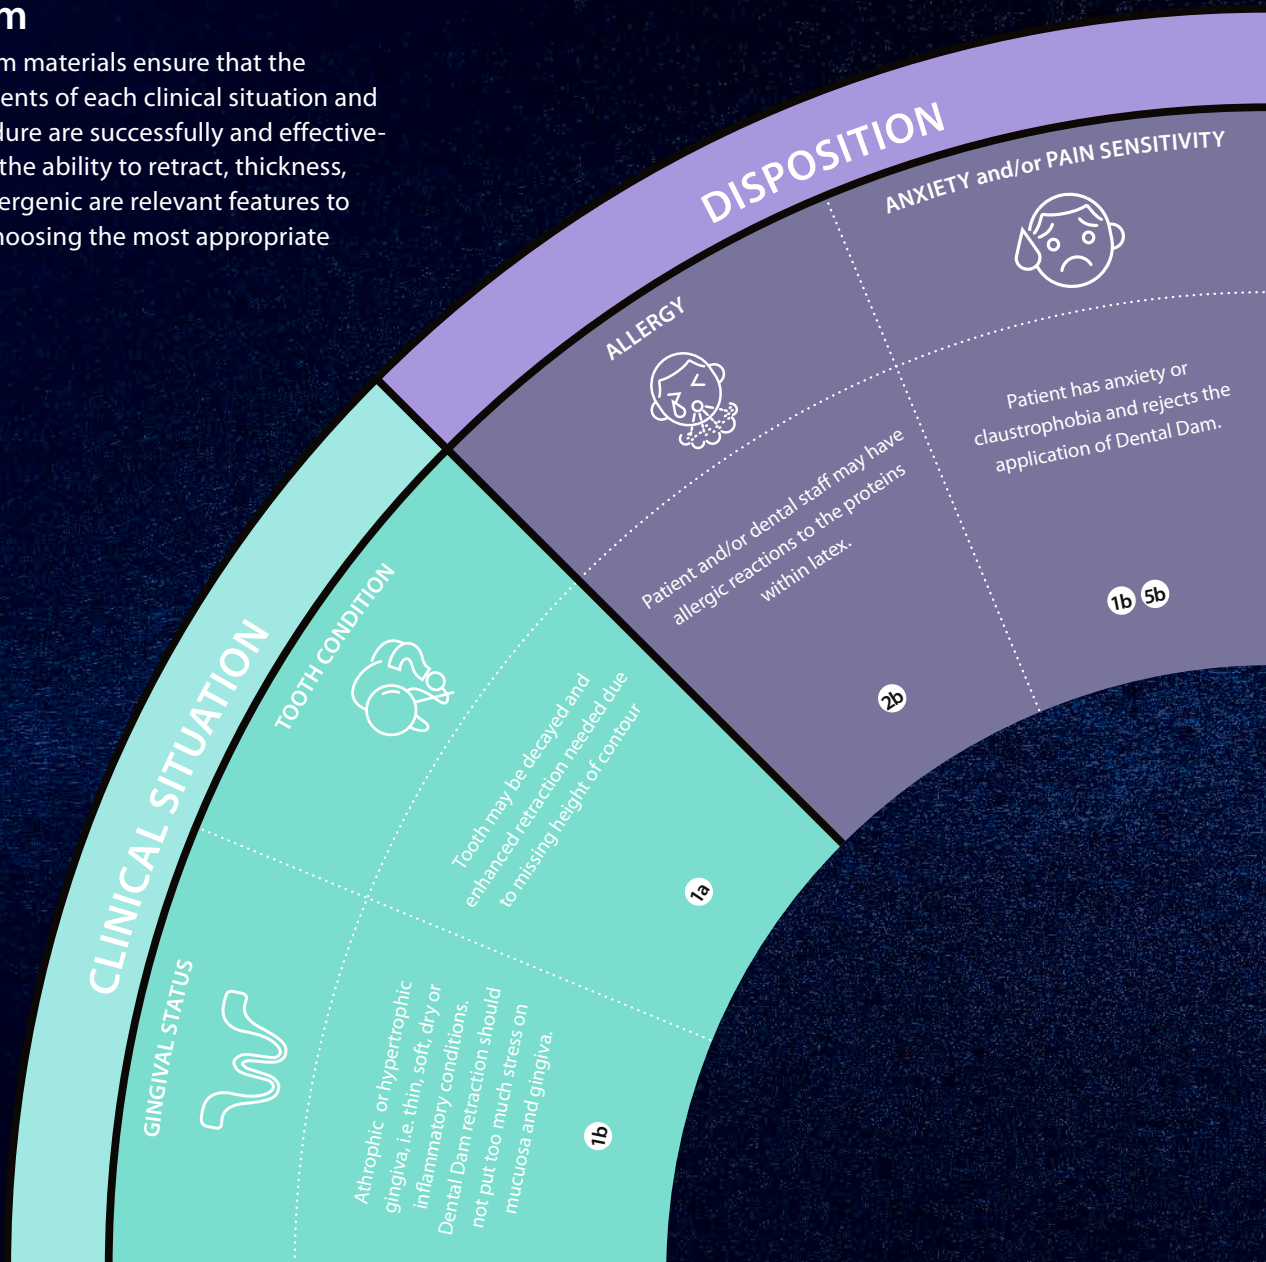 m
m materials ensure that the
ents of each clinical situation and
dure are successfully and effective-
the ability to retract, thickness,
ergenic are relevant features to
hoosing the most appropriate
DISPOSITION
ANXIETY and/or PAIN SENSITIVITY
Patient has anxiety or
claustrophobia and rejects the
application of Dental Dam.
1b 5b
ALLERGY
Patient and/or dental staff may have
allergic reactions to the proteins
within latex.
2b
CLINICAL SITUATION
TOOTH CONDITION
Tooth may be decayed and
enhanced retraction needed due
to missing height of contour
1a
GINGIVAL STATUS
Athrophic or hypertrophic
gingiva, i.e. thin, soft, dry or
inflammatory conditions.
Dental Dam retraction should
not put too much stress on
mucuosa and gingiva.
1b